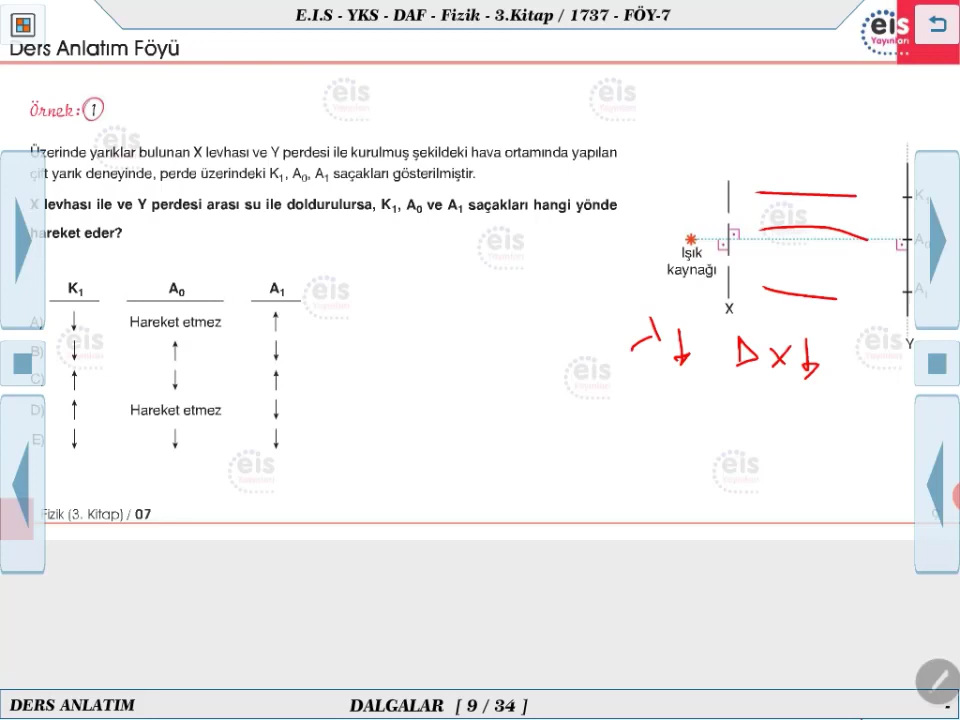 E.I.S - YKS - DAF - Fizik - 3.Kitap / 1737 - FÖY-7
Ders Anlatım Föyü
eis
Yayınları
Örnek: 1
Üzerinde yarıklar bulunan X levhası ve Y perdesi ile kurulmuş şekildeki hava ortamında yapılan
çift yarık deneyinde, perde üzerindeki K₁, A₀, A₁ saçakları gösterilmiştir.
X levhası ile ve Y perdesi arası su ile doldurulursa, K₁, A₀ ve A₁ saçakları hangi yönde
hareket eder?
K₁ A₀ A₁
A) ↓ Hareket etmez ↑
B) ↓ ↑ ↓
C) ↑ ↓ ↑
D) ↑ Hareket etmez ↓
E) ↓ ↓ ↓
Işık
kaynağı
X
K₁
A₀
A₁
Y
λ↓ Δx↓
Fizik (3. Kitap) / 07
DERS ANLATIM
DALGALAR [ 9 / 34 ]
-